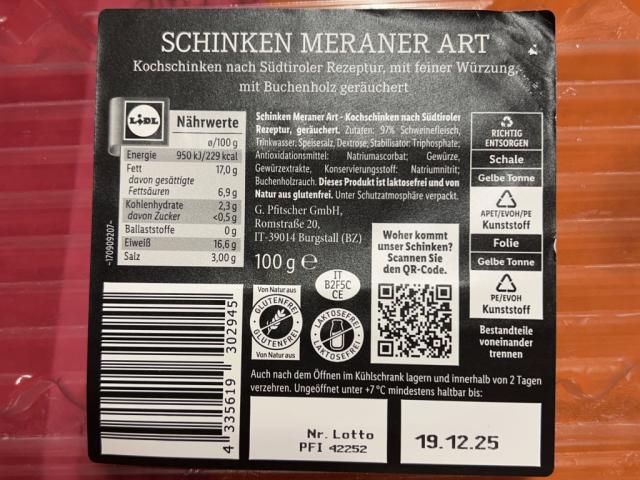 SCHINKEN MERANER ART
Kochschinken nach Südtiroler Rezeptur, mit feiner Würzung,
mit Buchenholz geräuchert
LIDL
Nährwerte
ø/100 g
Energie 950 kJ/229 kcal
Fett 17,0 g
davon gesättigte
Fettsäuren 6,9 g
Kohlenhydrate 2,3 g
davon Zucker <0,5 g
Ballaststoffe 0 g
Eiweiß 16,6 g
Salz 3,00 g
-170909207-
Schinken Meraner Art - Kochschinken nach Südtiroler
Rezeptur, geräuchert. Zutaten: 97% Schweinefleisch,
Trinkwasser, Speisesalz, Dextrose, Stabilisator: Triphosphate;
Antioxidationsmittel: Natriumascorbat; Gewürze,
Gewürzextrakte, Konservierungsstoff: Natriumnitrit;
Buchenholzrauch. Dieses Produkt ist laktosefrei und von
Natur aus glutenfrei. Unter Schutzatmosphäre verpackt.
G. Pfitscher GmbH,
Romstraße 20,
IT-39014 Burgstall (BZ)
100 g e
IT
B2F5C
CE
Von Natur aus
GLUTENFREI
GLUTENFREI
Von Natur aus
LAKTOSEFREI
LAKTOSEFREI
Woher kommt
unser Schinken?
Scannen Sie
den QR-Code.
RICHTIG
ENTSORGEN
Schale
Gelbe Tonne
7
APET/EVOH/PE
Kunststoff
Folie
Gelbe Tonne
7
PE/EVOH
Kunststoff
Bestandteile
voneinander
trennen
4 335619 302945
Auch nach dem Öffnen im Kühlschrank lagern und innerhalb von 2 Tagen
verzehren. Ungeöffnet unter +7 °C mindestens haltbar bis:
Nr. Lotto
PFI 42252
19.12.25